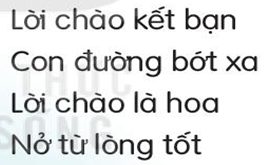 Lời chào kết bạn
Con đường bớt xa
Lời chào là hoa
Nở từ lòng tốt